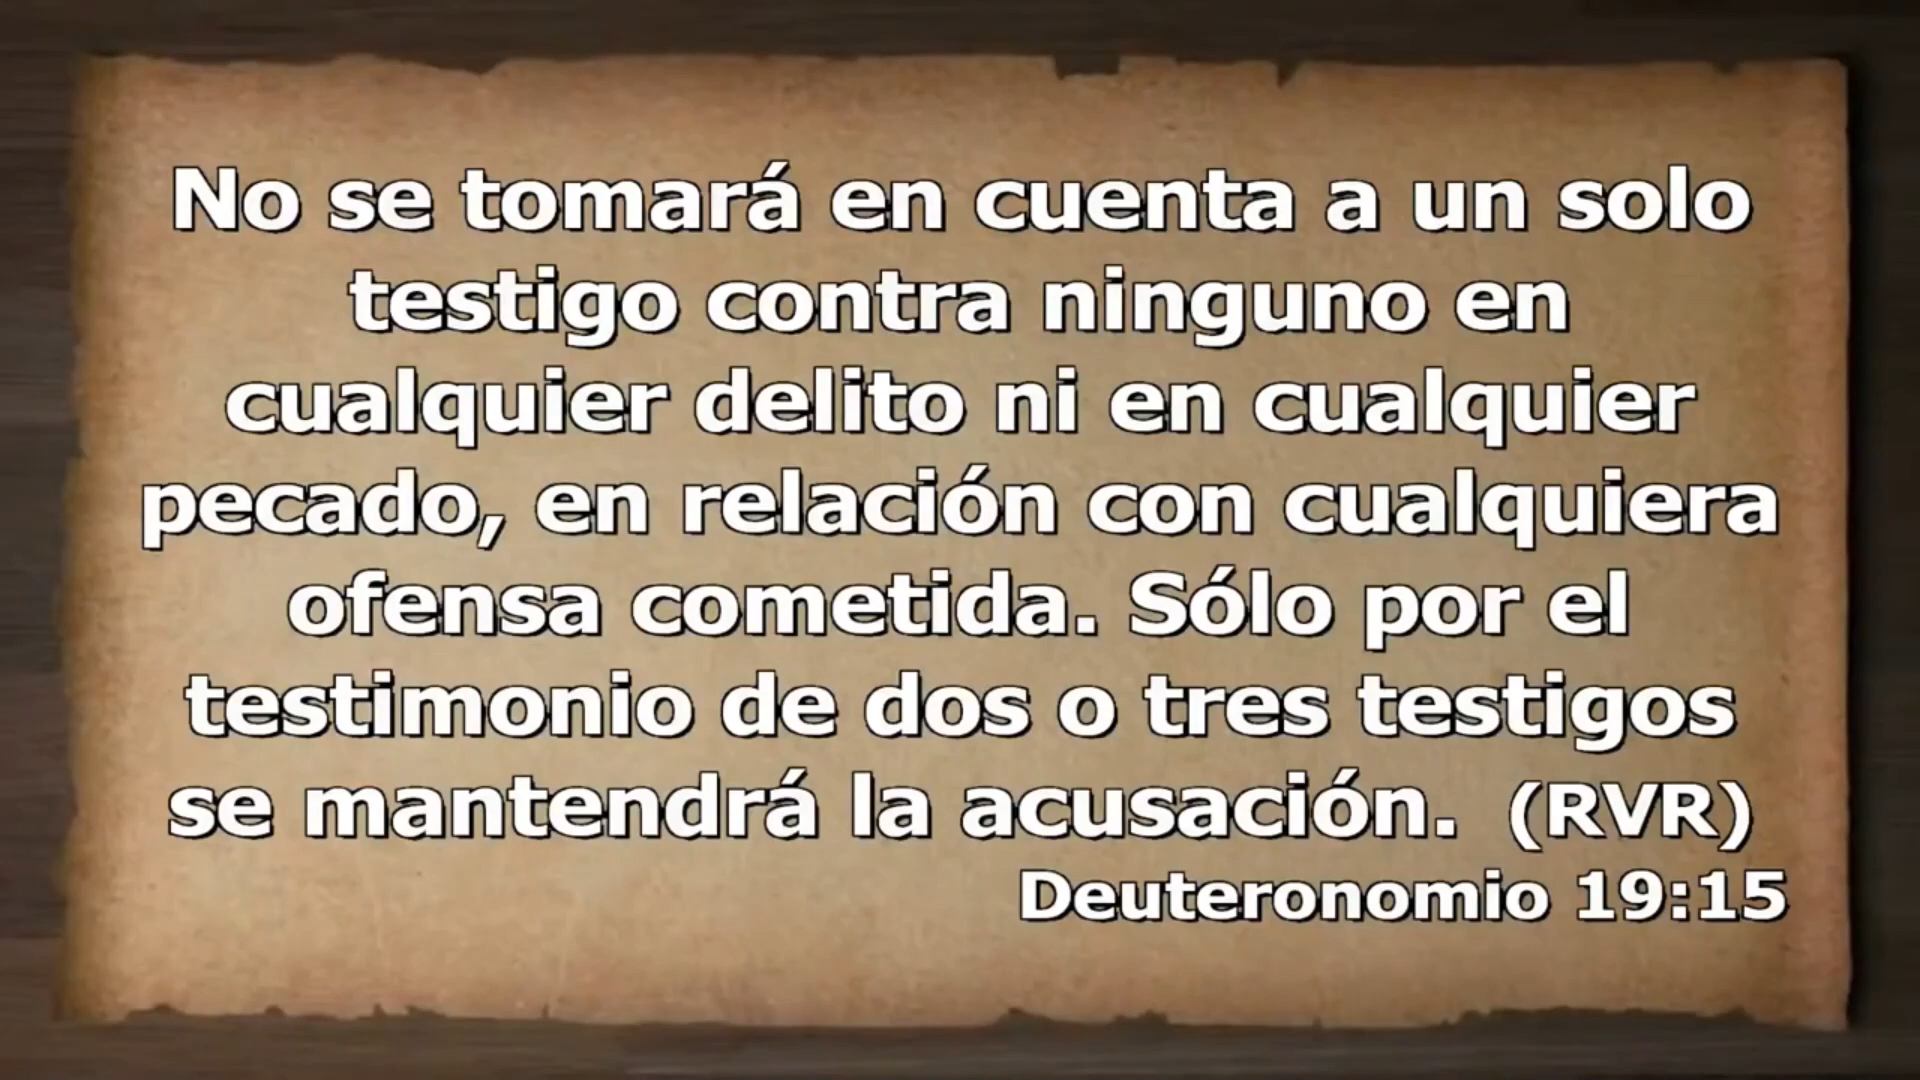 No se tomará en cuenta a un solo
testigo contra ninguno en
cualquier delito ni en cualquier
pecado, en relación con cualquiera
ofensa cometida. Sólo por el
testimonio de dos o tres testigos
se mantendrá la acusación. (RVR)
Deuteronomio 19:15